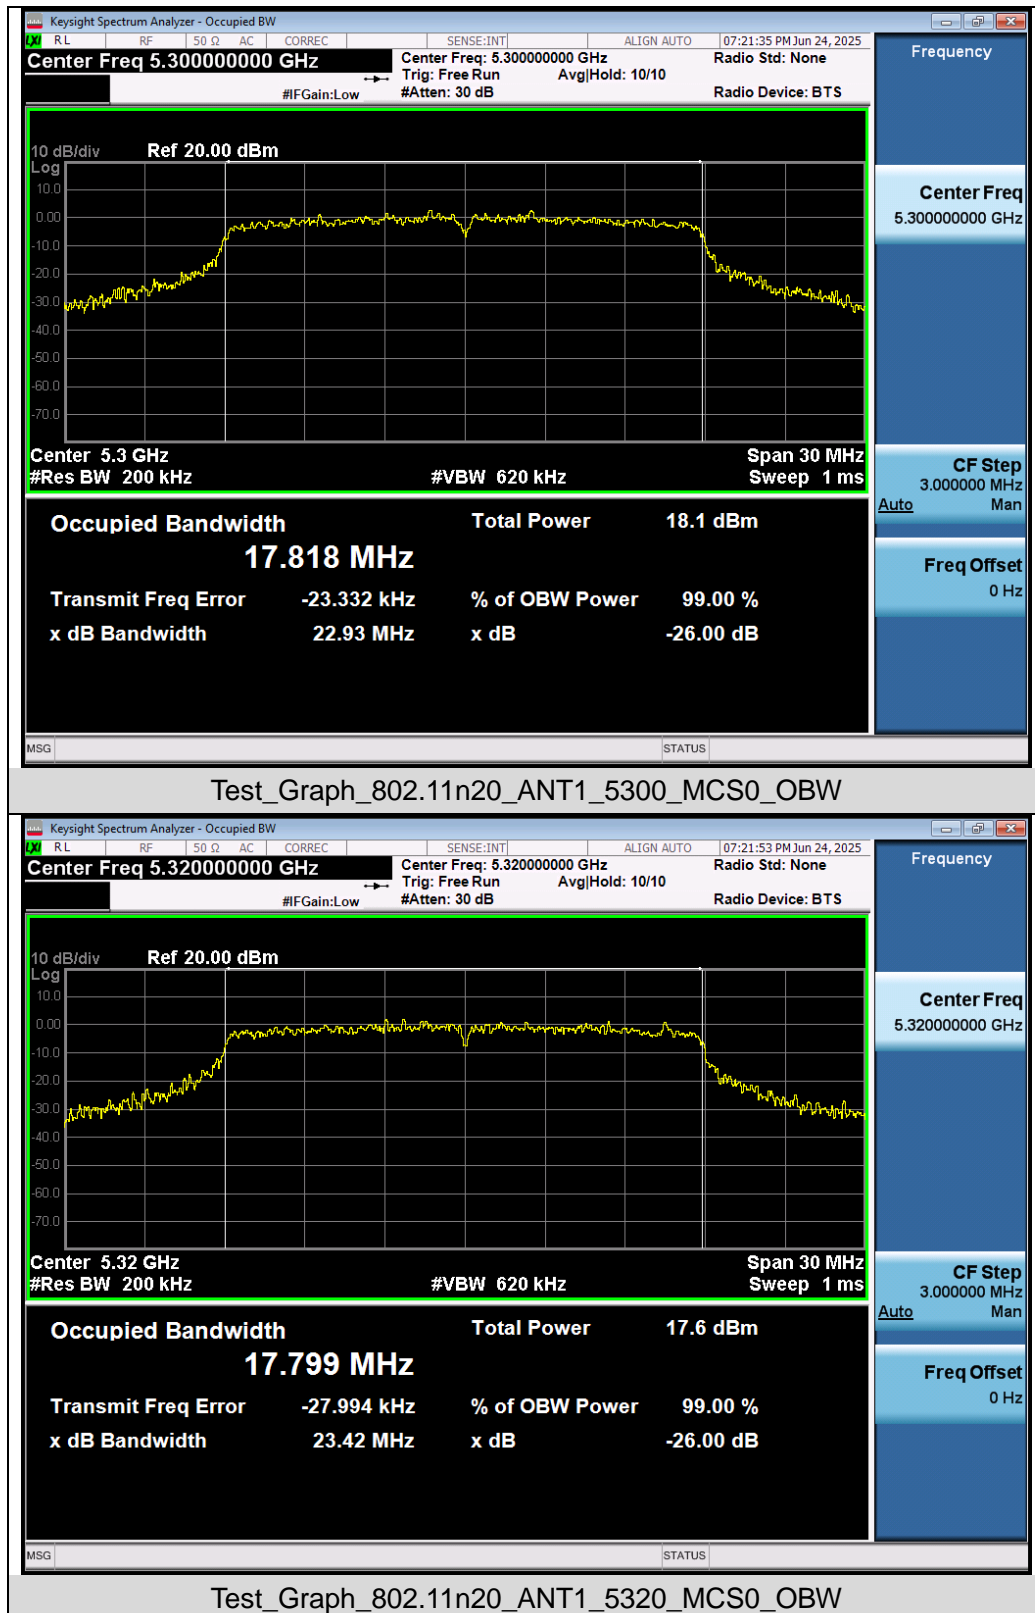 Keysight Spectrum Analyzer - Occupied BW
LXI RL RF 50 Ω AC CORREC SENSE:INT ALIGN AUTO 07:21:35 PM Jun 24, 2025
Center Freq 5.300000000 GHz
Center Freq: 5.300000000 GHz Radio Std: None
Trig: Free Run Avg|Hold: 10/10
#IFGain:Low #Atten: 30 dB Radio Device: BTS
Frequency
10 dB/div Ref 20.00 dBm
Log
10.0
0.00
-10.0
-20.0
-30.0
-40.0
-50.0
-60.0
-70.0
Center 5.3 GHz Span 30 MHz
#Res BW 200 kHz #VBW 620 kHz Sweep 1 ms
Center Freq
5.300000000 GHz
CF Step
3.000000 MHz
Auto Man
Freq Offset
0 Hz
Occupied Bandwidth Total Power 18.1 dBm
17.818 MHz
Transmit Freq Error -23.332 kHz % of OBW Power 99.00 %
x dB Bandwidth 22.93 MHz x dB -26.00 dB
MSG STATUS
Test_Graph_802.11n20_ANT1_5300_MCS0_OBW
Keysight Spectrum Analyzer - Occupied BW
LXI RL RF 50 Ω AC CORREC SENSE:INT ALIGN AUTO 07:21:53 PM Jun 24, 2025
Center Freq 5.320000000 GHz
Center Freq: 5.320000000 GHz Radio Std: None
Trig: Free Run Avg|Hold: 10/10
#IFGain:Low #Atten: 30 dB Radio Device: BTS
Frequency
10 dB/div Ref 20.00 dBm
Log
10.0
0.00
-10.0
-20.0
-30.0
-40.0
-50.0
-60.0
-70.0
Center 5.32 GHz Span 30 MHz
#Res BW 200 kHz #VBW 620 kHz Sweep 1 ms
Center Freq
5.320000000 GHz
CF Step
3.000000 MHz
Auto Man
Freq Offset
0 Hz
Occupied Bandwidth Total Power 17.6 dBm
17.799 MHz
Transmit Freq Error -27.994 kHz % of OBW Power 99.00 %
x dB Bandwidth 23.42 MHz x dB -26.00 dB
MSG STATUS
Test_Graph_802.11n20_ANT1_5320_MCS0_OBW